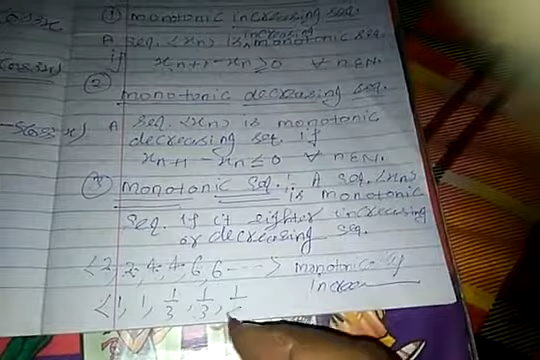 ① monotonic increasing seq.
A seq. <xn> is increasing monotonic seq.
if
xn+1 - xn ≥ 0 ∀ n∈N.
② monotonic decreasing seq.
A seq. <xn> is monotonic
decreasing seq. if
xn+1 - xn ≤ 0 ∀ n∈N.
③ monotonic seq. : A seq. <xn>
is monotonic
seq. if it eighter increasing
or decreasing seq.
<2, 2, 4, 4, 6, 6 ---- > monotonic-ly
increa
<1, 1, 1/3, 1/3, 1/